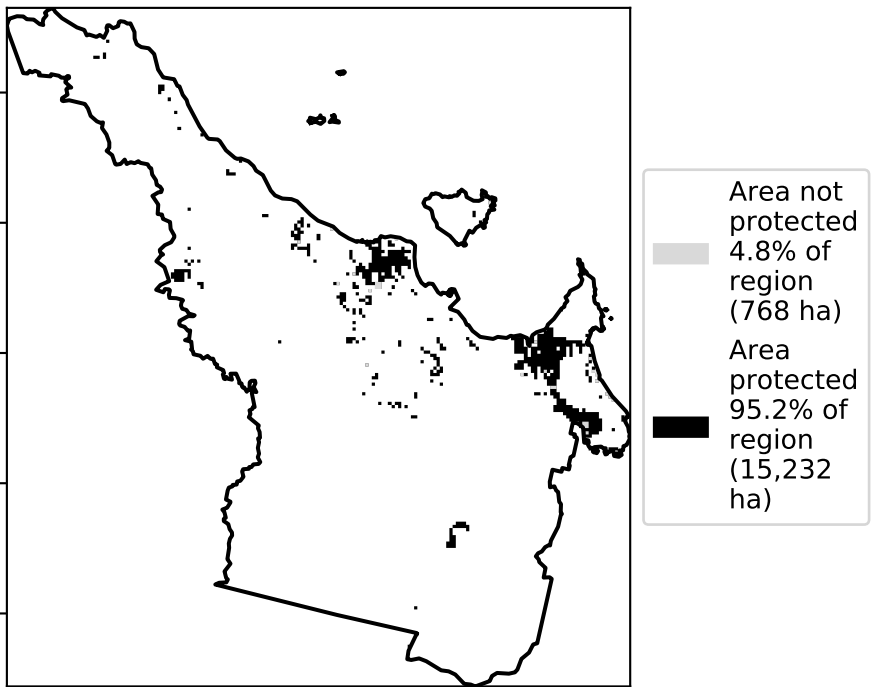 Area not
protected
4.8% of
region
(768 ha)
Area
protected
95.2% of
region
(15,232
ha)